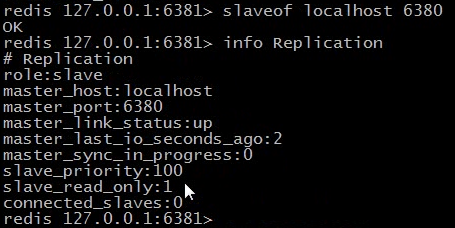 redis 127.0.0.1:6381> slaveof localhost 6380
OK
redis 127.0.0.1:6381> info Replication
# Replication
role:slave
master_host:localhost
master_port:6380
master_link_status:up
master_last_io_seconds_ago:2
master_sync_in_progress:0
slave_priority:100
slave_read_only:1
connected_slaves:0
redis 127.0.0.1:6381>